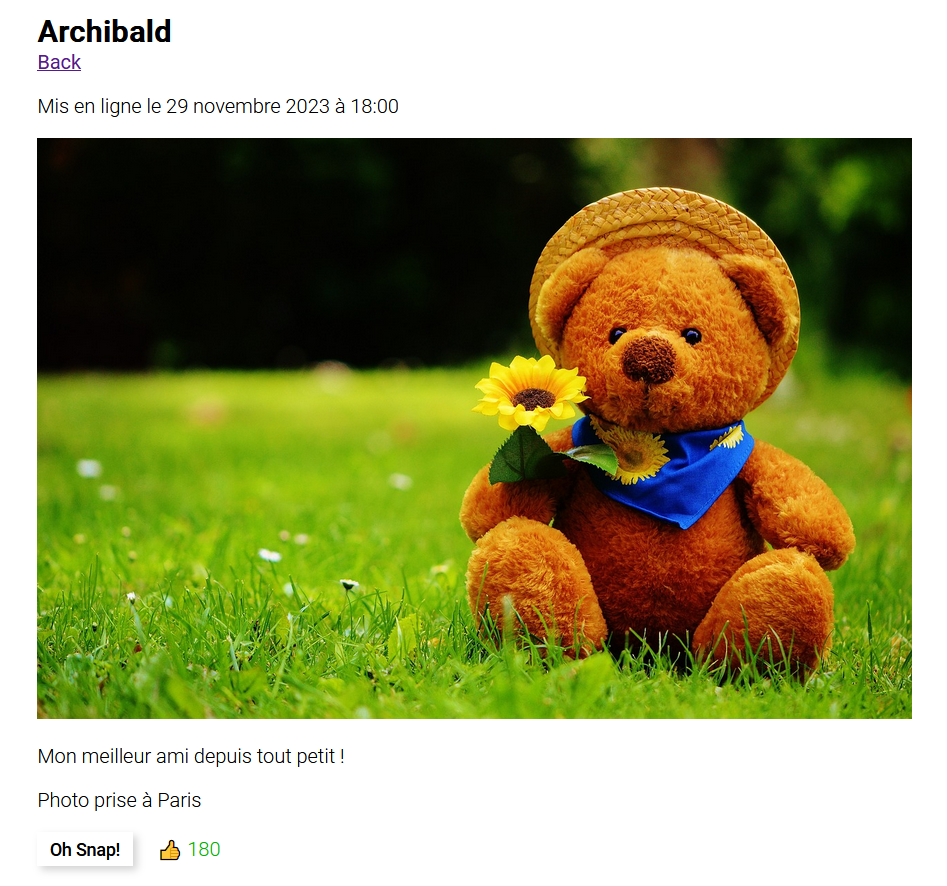 Archibald
Back
Mis en ligne le 29 novembre 2023 à 18:00
Mon meilleur ami depuis tout petit !
Photo prise à Paris
Oh Snap! 👍 180